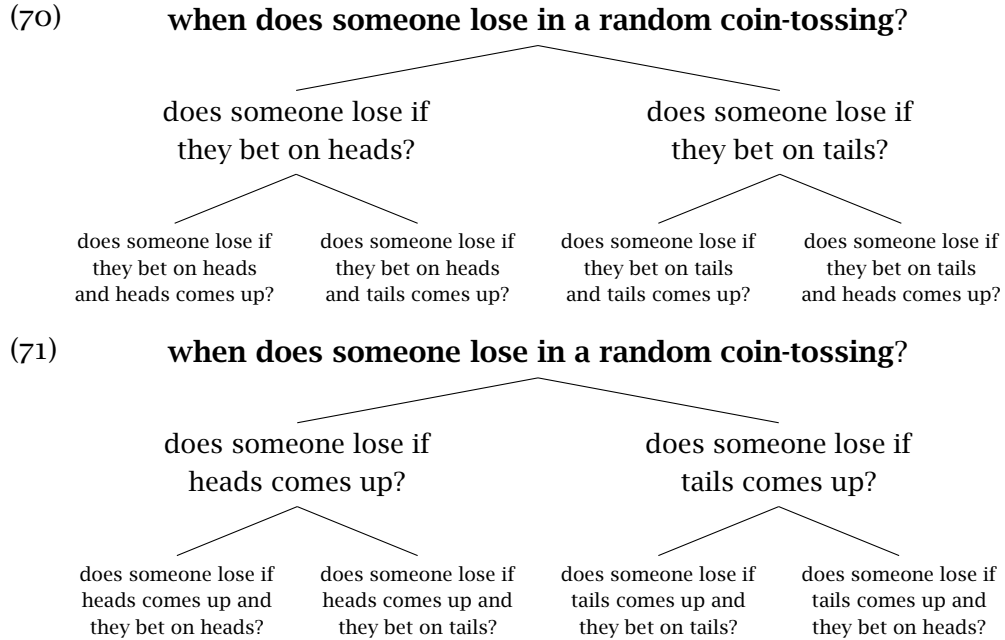 (70) when does someone lose in a random coin-tossing?
does someone lose if does someone lose if
they bet on heads? they bet on tails?
does someone lose if does someone lose if does someone lose if does someone lose if
they bet on heads they bet on heads they bet on tails they bet on tails
and heads comes up? and tails comes up? and tails comes up? and heads comes up?
(71) when does someone lose in a random coin-tossing?
does someone lose if does someone lose if
heads comes up? tails comes up?
does someone lose if does someone lose if does someone lose if does someone lose if
heads comes up and heads comes up and tails comes up and tails comes up and
they bet on heads? they bet on tails? they bet on tails? they bet on heads?